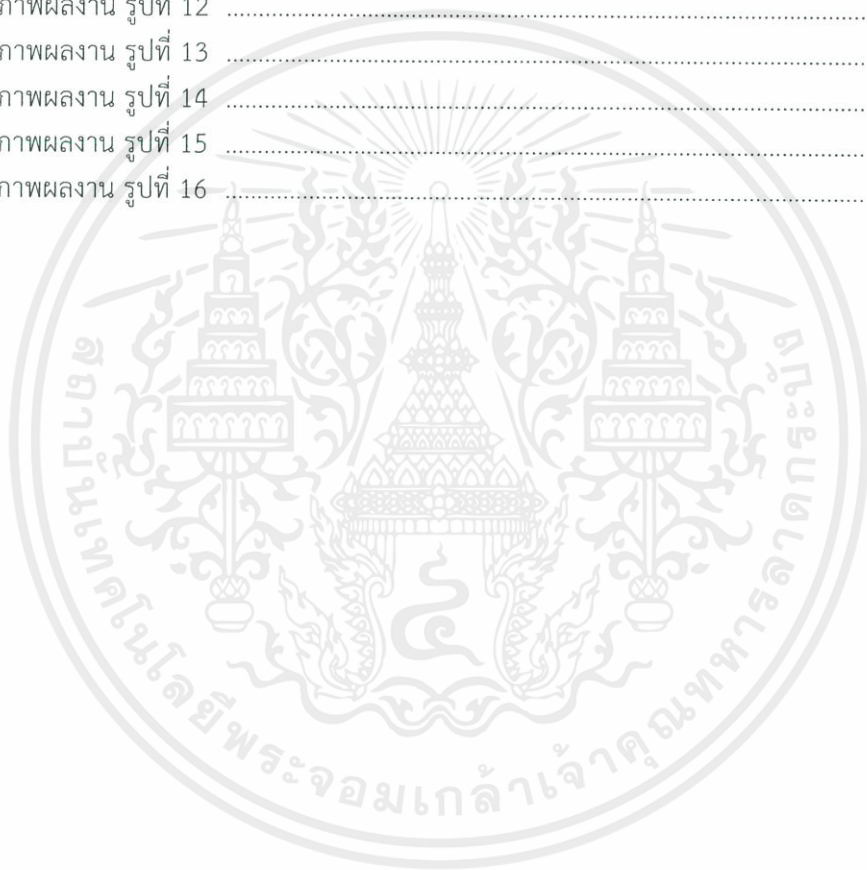 ภาพผลงาน รูปที่ 12 ........................................................................
ภาพผลงาน รูปที่ 13 ........................................................................
ภาพผลงาน รูปที่ 14 ........................................................................
ภาพผลงาน รูปที่ 15 ........................................................................
ภาพผลงาน รูปที่ 16 ........................................................................
สถาบันเทคโนโลยีพระจอมเกล้าเจ้าคุณทหารลาดกระบัง
๔